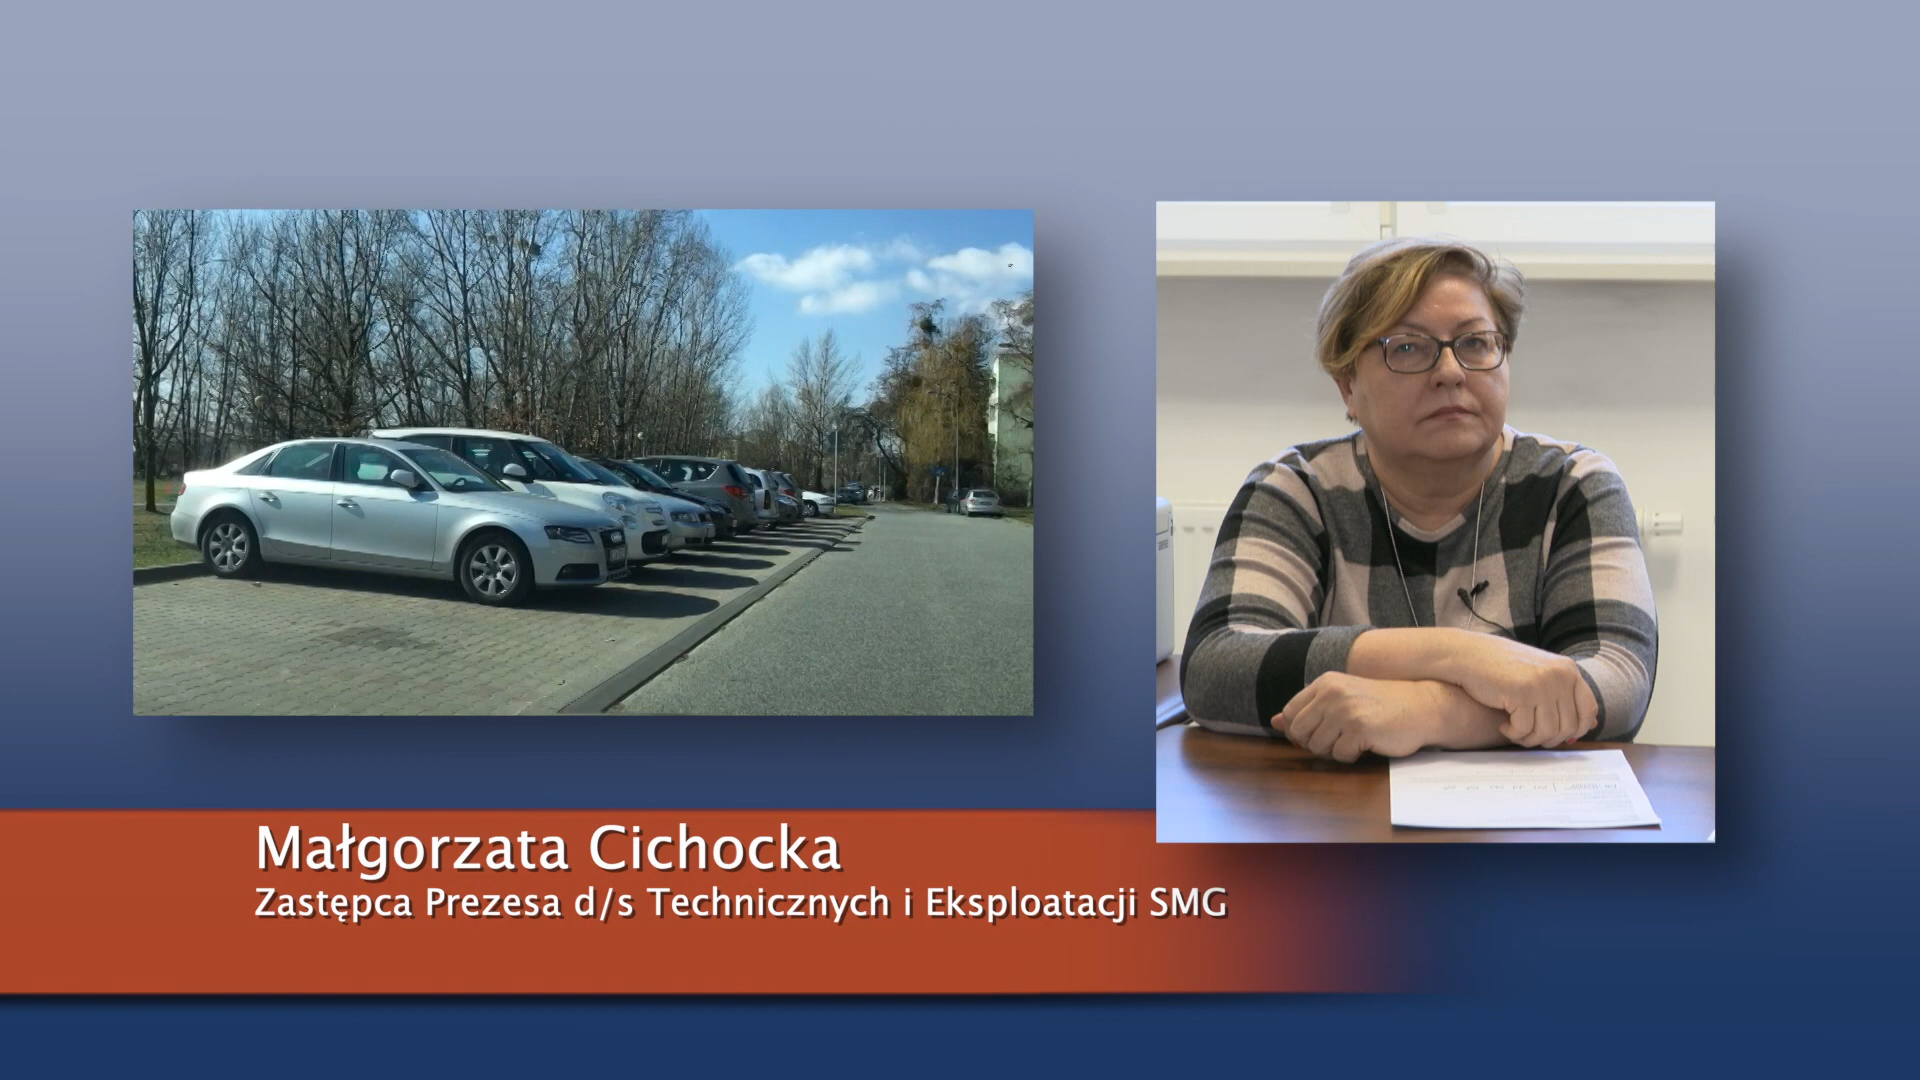 Małgorzata Cichocka
Zastępca Prezesa d/s Technicznych i Eksploatacji SMG